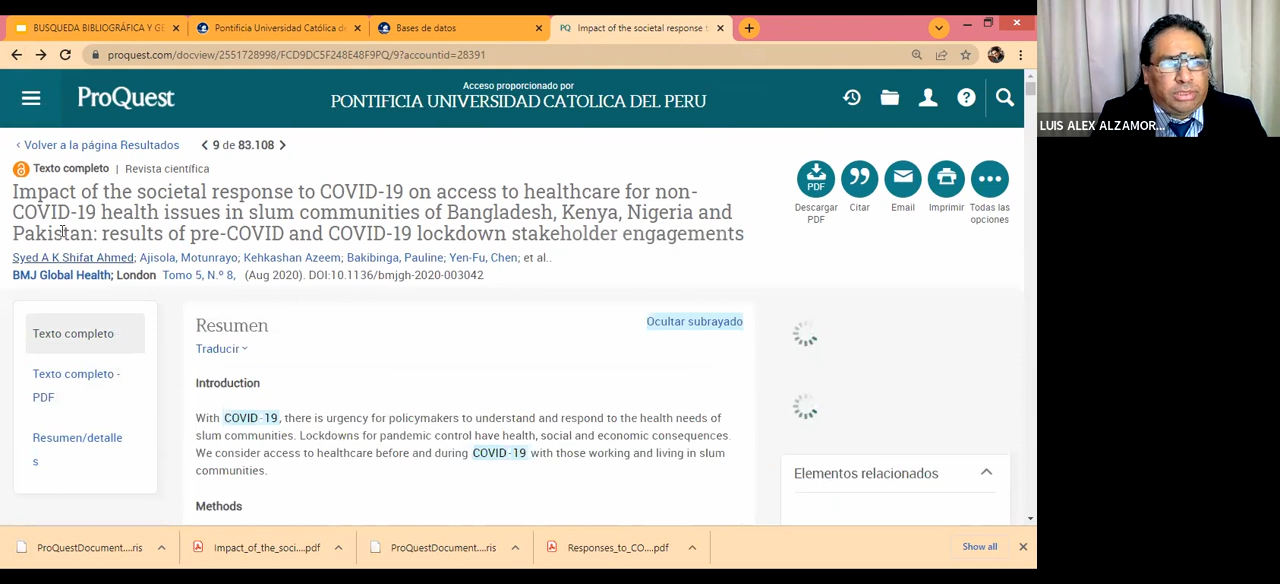 BUSQUEDA BIBLIOGRÁFICA Y GE
Pontificia Universidad Católica de
Bases de datos
PQ Impact of the societal response t
proquest.com/docview/2551728998/FCD9DC5F248E48F9PQ/9?accountid=28391
ProQuest
Acceso proporcionado por
PONTIFICIA UNIVERSIDAD CATOLICA DEL PERU
LUIS ALEX ALZAMOR...
‹ Volver a la página Resultados
9 de 83.108
Texto completo | Revista científica
Impact of the societal response to COVID-19 on access to healthcare for non-
COVID-19 health issues in slum communities of Bangladesh, Kenya, Nigeria and
Pakistan: results of pre-COVID and COVID-19 lockdown stakeholder engagements
Syed A K Shifat Ahmed; Ajisola, Motunrayo; Kehkashan Azeem; Bakibinga, Pauline; Yen-Fu, Chen; et al..
BMJ Global Health; London Tomo 5, N.º 8, (Aug 2020). DOI:10.1136/bmjgh-2020-003042
PDF
Descargar
PDF
Citar
Email
Imprimir
Todas las
opciones
Texto completo
Texto completo -
PDF
Resumen/detalle
s
Resumen
Ocultar subrayado
Traducir
Introduction
With COVID-19, there is urgency for policymakers to understand and respond to the health needs of
slum communities. Lockdowns for pandemic control have health, social and economic consequences.
We consider access to healthcare before and during COVID-19 with those working and living in slum
communities.
Methods
Elementos relacionados
ProQuestDocument....ris
Impact_of_the_soci....pdf
ProQuestDocument....ris
Responses_to_CO....pdf
Show all